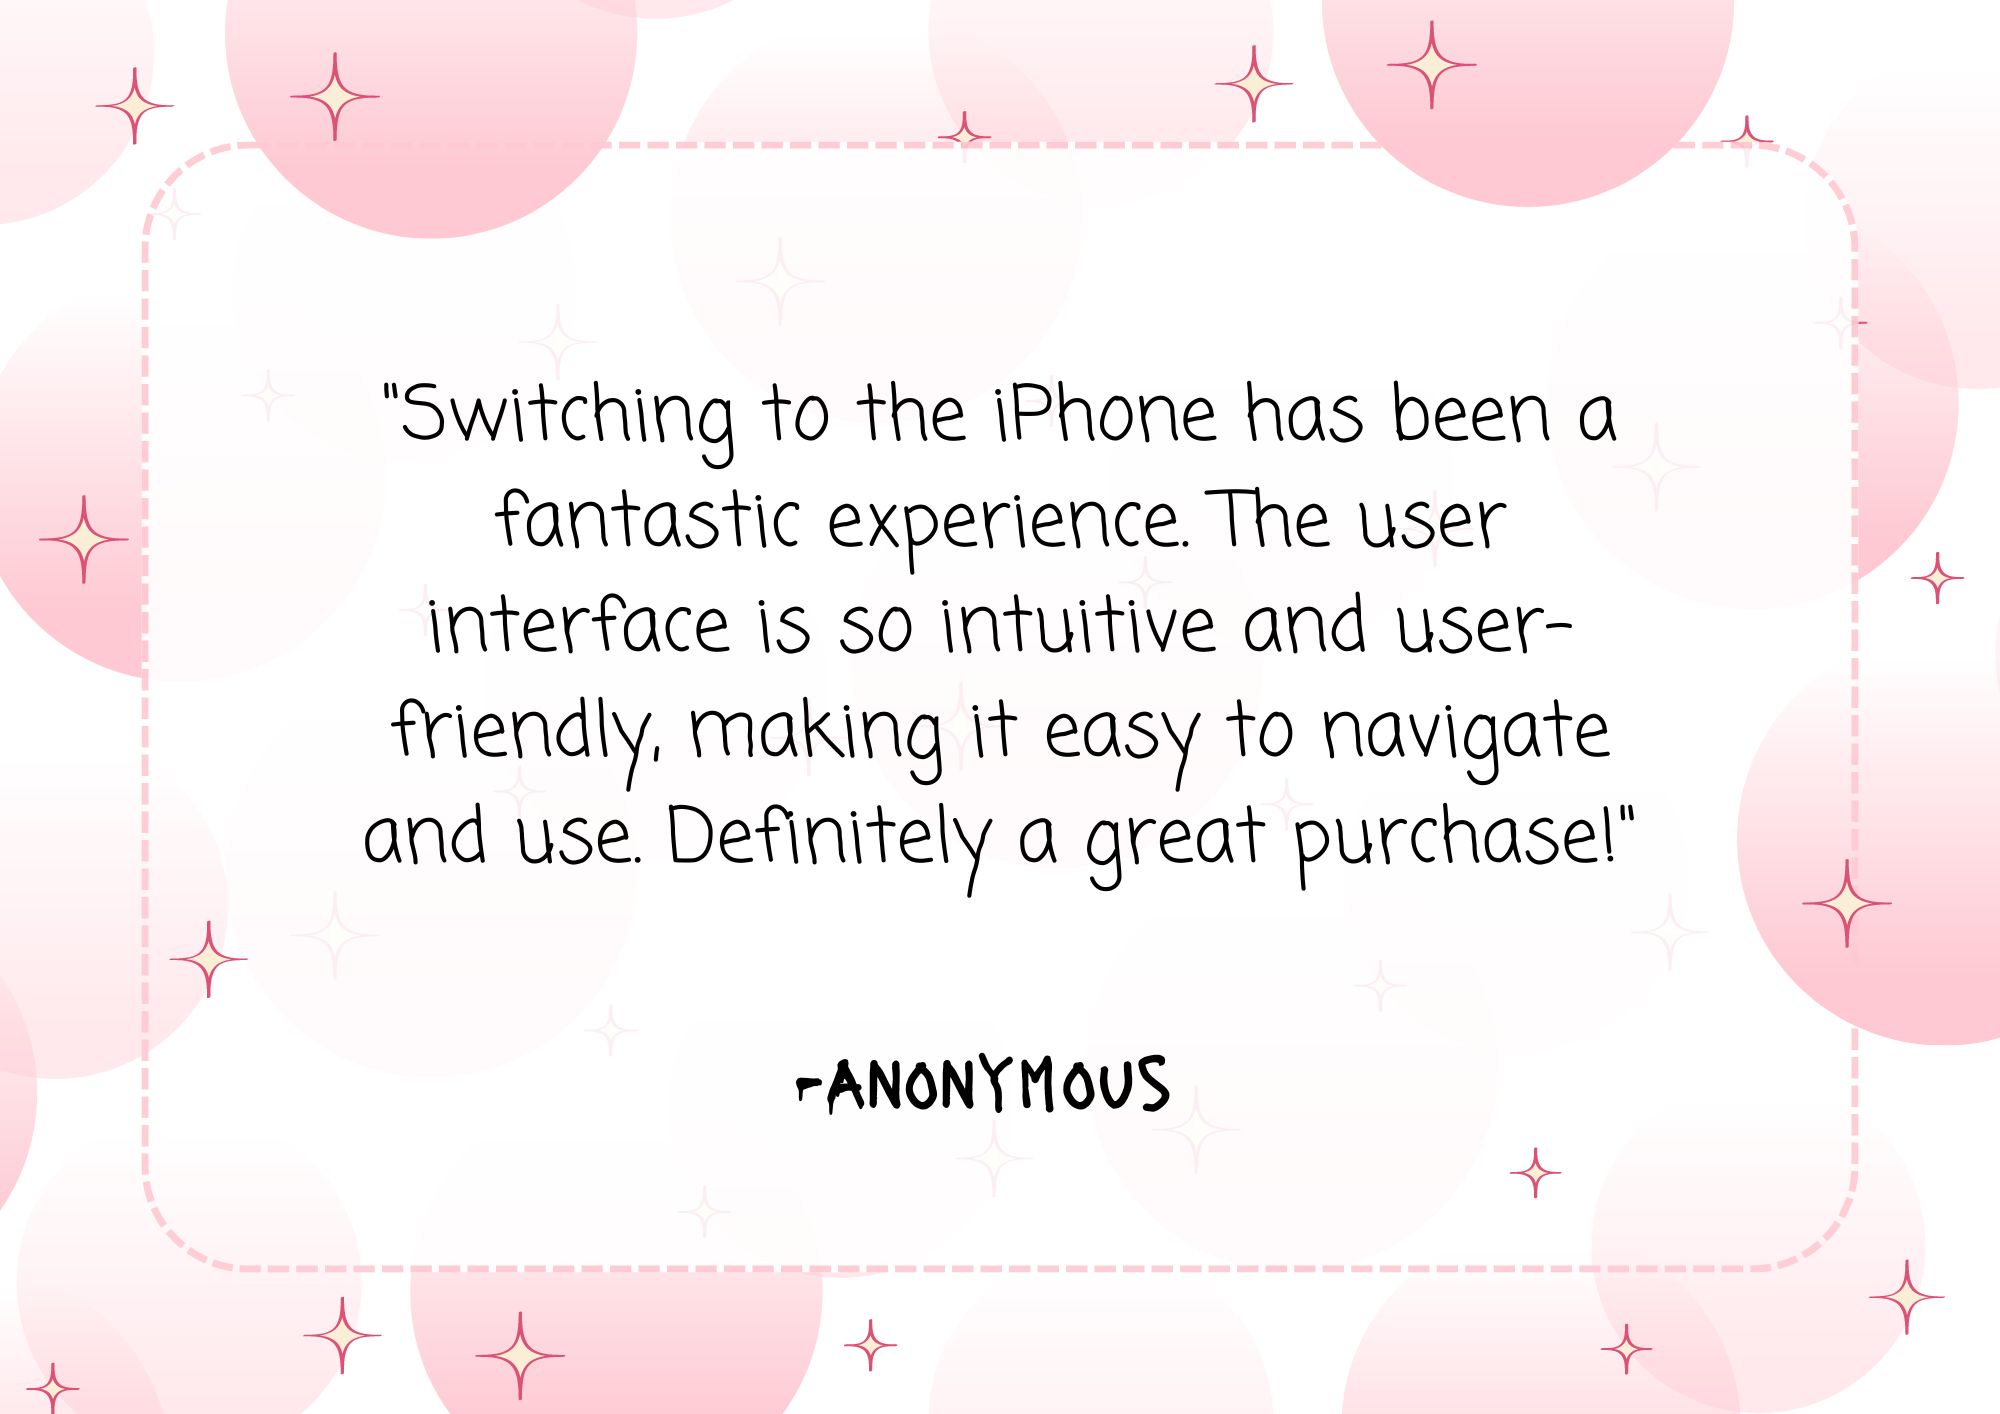 "Switching to the iPhone has been a
fantastic experience. The user
interface is so intuitive and user-
friendly, making it easy to navigate
and use. Definitely a great purchase!"
-ANONYMOUS